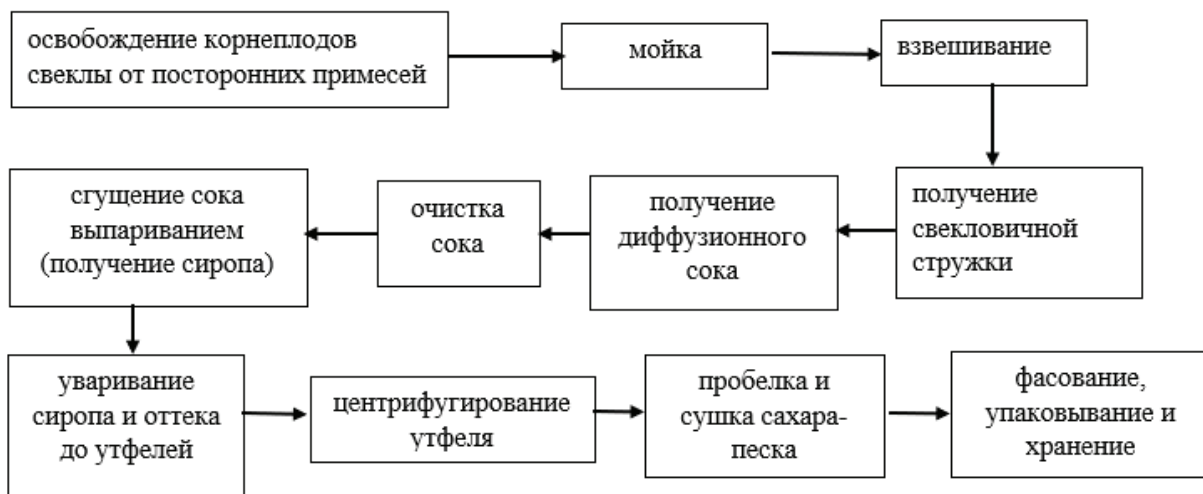 освобождение корнеплодов
свеклы от посторонних примесей
мойка
взвешивание
получение
свекловичной
стружки
получение
диффузионного
сока
очистка
сока
сгущение сока
выпариванием
(получение сиропа)
уваривание
сиропа и оттека
до утфелей
центрифугирование
утфеля
пробелка и
сушка сахара-
песка
фасование,
упаковывание и
хранение